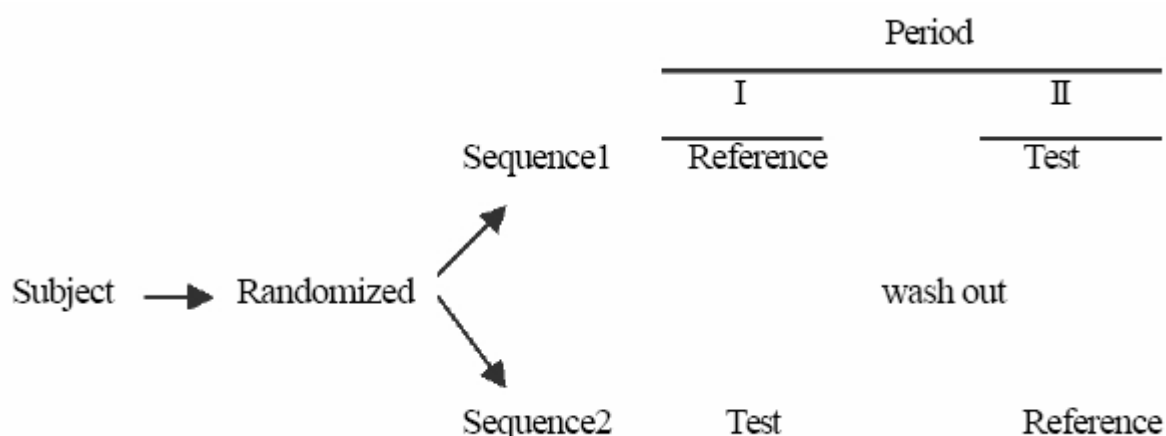 Period
I II
Sequence1 Reference Test
Subject Randomized wash out
Sequence2 Test Reference